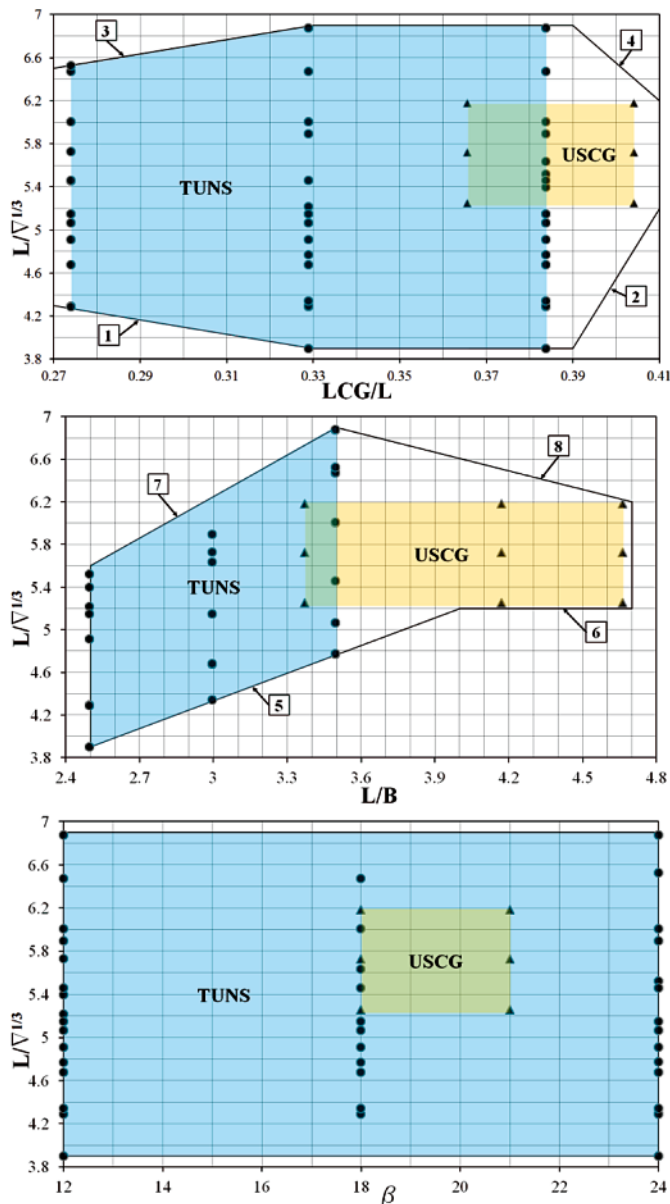 7
6.6
6.2
5.8
5.4
5
4.6
4.2
3.8
L/∇1/3
3
4
TUNS
USCG
1
2
0.27 0.29 0.31 0.33 0.35 0.37 0.39 0.41
LCG/L
7
6.6
6.2
5.8
5.4
5
4.6
4.2
3.8
L/∇1/3
7
8
TUNS
USCG
5
6
2.4 2.7 3 3.3 3.6 3.9 4.2 4.5 4.8
L/B
7
6.6
6.2
5.8
5.4
5
4.6
4.2
3.8
L/∇1/3
TUNS
USCG
12 14 16 18 20 22 24
β